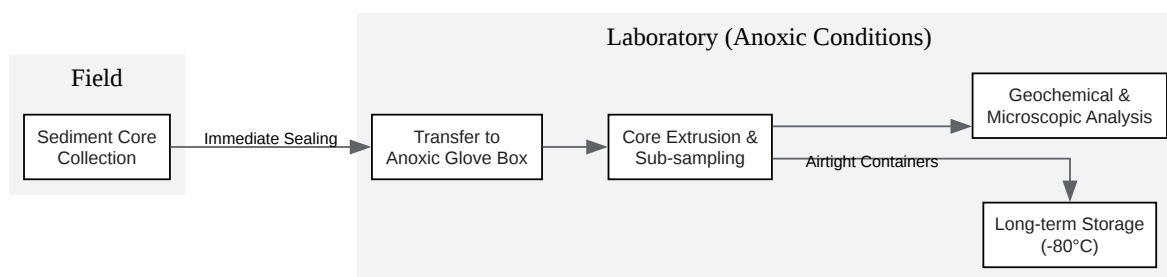 Laboratory (Anoxic Conditions)
Field
Sediment Core
Collection
Immediate Sealing
Transfer to
Anoxic Glove Box
Core Extrusion &
Sub-sampling
Geochemical &
Microscopic Analysis
Airtight Containers
Long-term Storage
(-80°C)